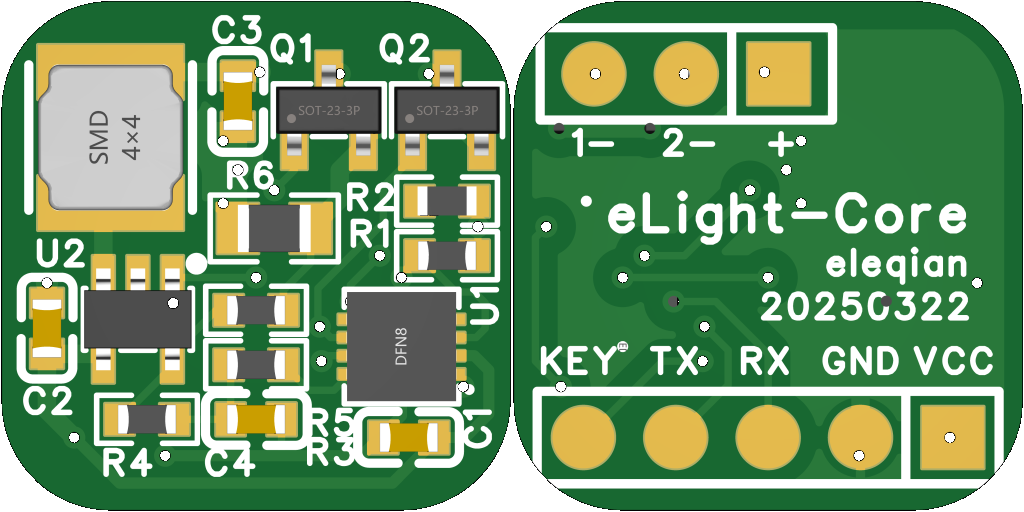 C3
Q1
Q2
SMD
4×4
SOT-23-3P
SOT-23-3P
R6
R2
R1
U2
U1
DFN8
C2
R5
R3
C1
R4
C4
1-
2-
+
eLight-Core
eleqian
20250322
KEY TX RX GND VCC